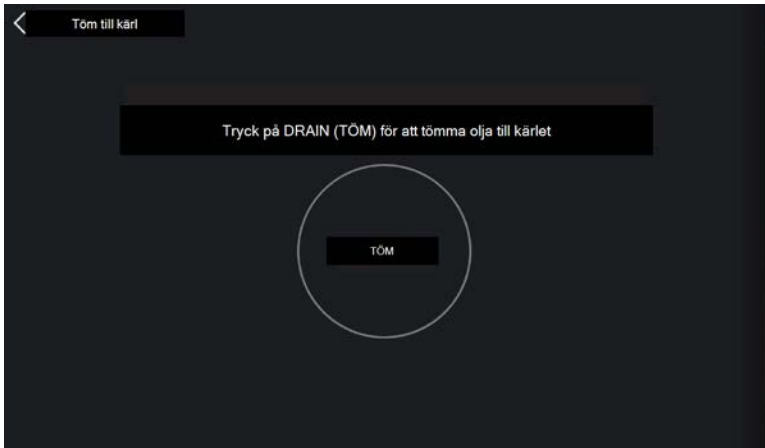 Töm till kärl
Tryck på DRAIN (TÖM) för att tömma olja till kärlet
TÖM